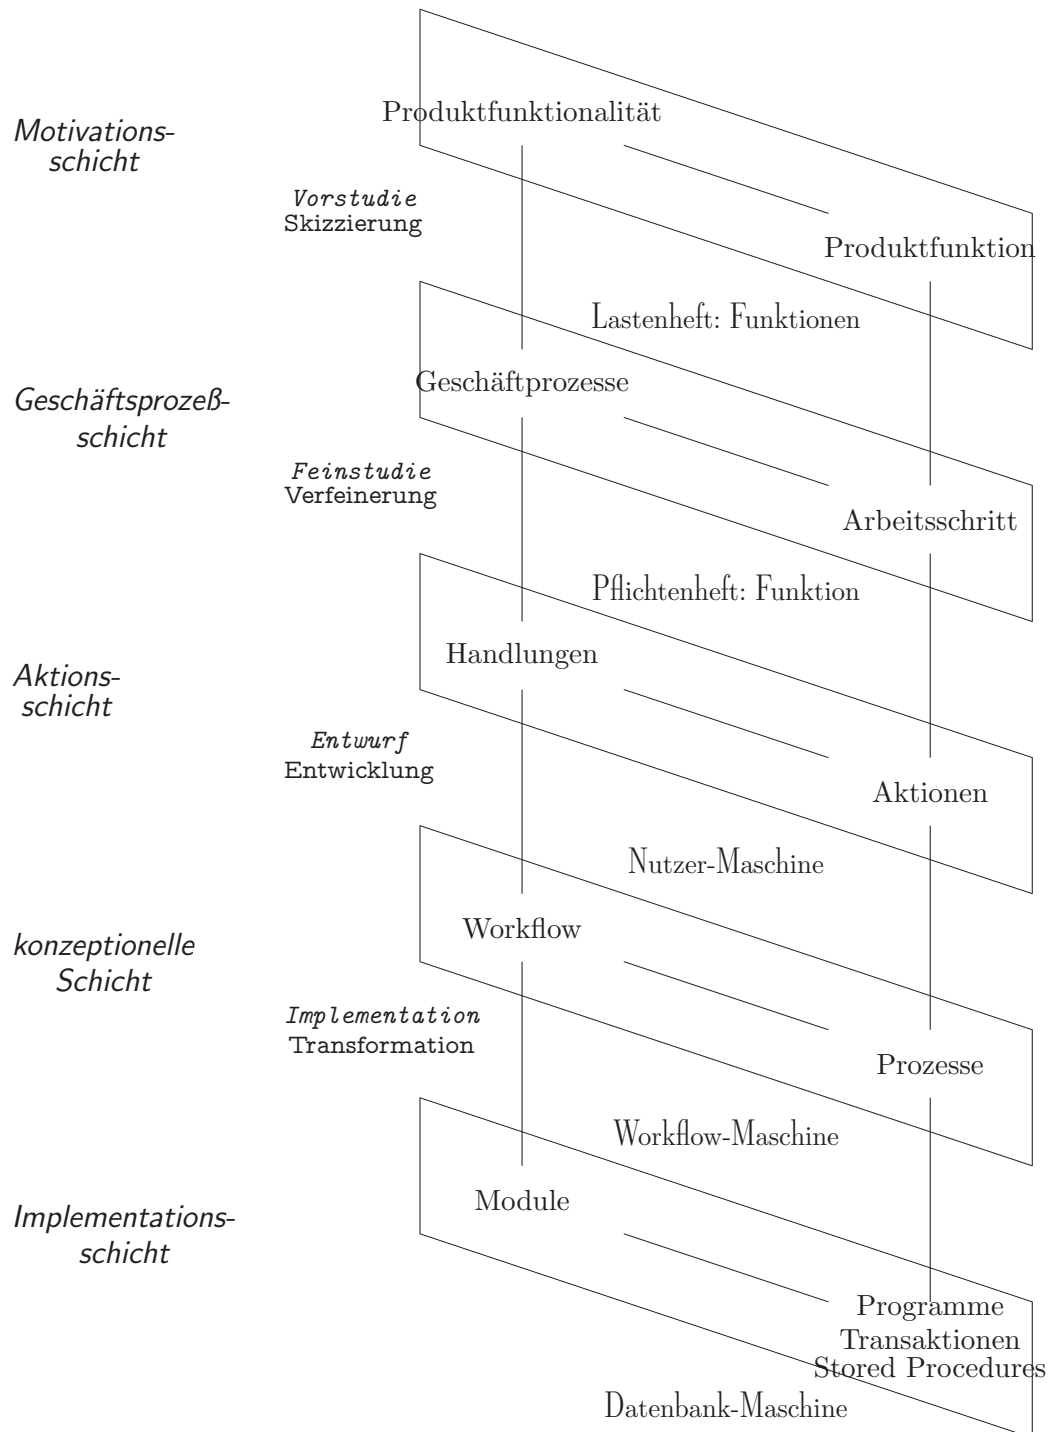 Produktfunktionalität
Motivations-
schicht
Vorstudie
Skizzierung
Produktfunktion
Lastenheft: Funktionen
Geschäftprozesse
Geschäftsprozeß-
schicht
Feinstudie
Verfeinerung
Arbeitsschritt
Pflichtenheft: Funktion
Handlungen
Aktions-
schicht
Entwurf
Entwicklung
Aktionen
Nutzer-Maschine
Workflow
konzeptionelle
Schicht
Implementation
Transformation
Prozesse
Workflow-Maschine
Module
Implementations-
schicht
Programme
Transaktionen
Stored Procedures
Datenbank-Maschine